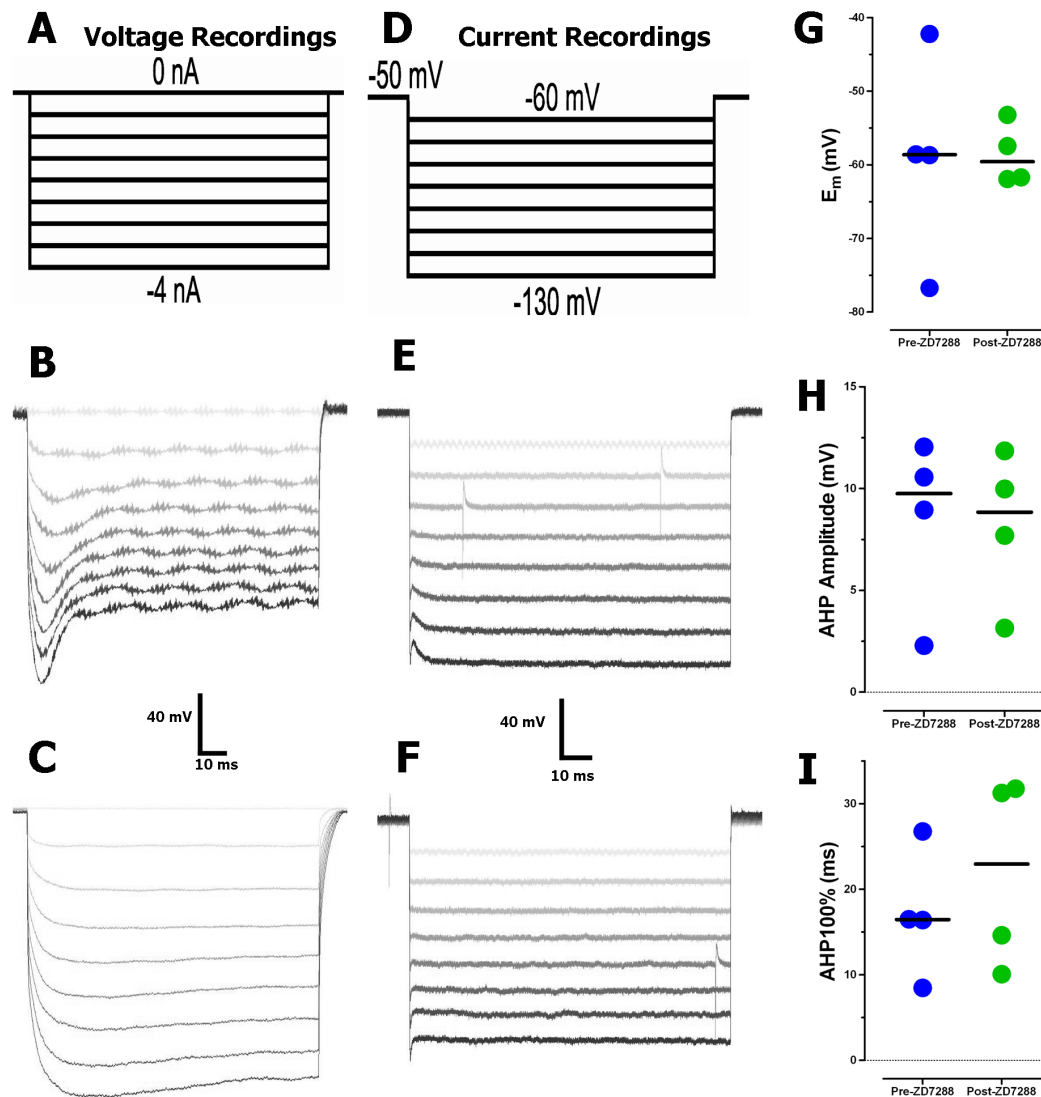 A Voltage Recordings
0 nA
-4 nA
B
40 mV
10 ms
C
D Current Recordings
-50 mV
-60 mV
-130 mV
E
40 mV
10 ms
F
G
-40
-50
-60
-70
-80
Em (mV)
Pre-ZD7288 Post-ZD7288
H
15
10
5
0
AHP Amplitude (mV)
Pre-ZD7288 Post-ZD7288
I
30
20
10
0
AHP100% (ms)
Pre-ZD7288 Post-ZD7288